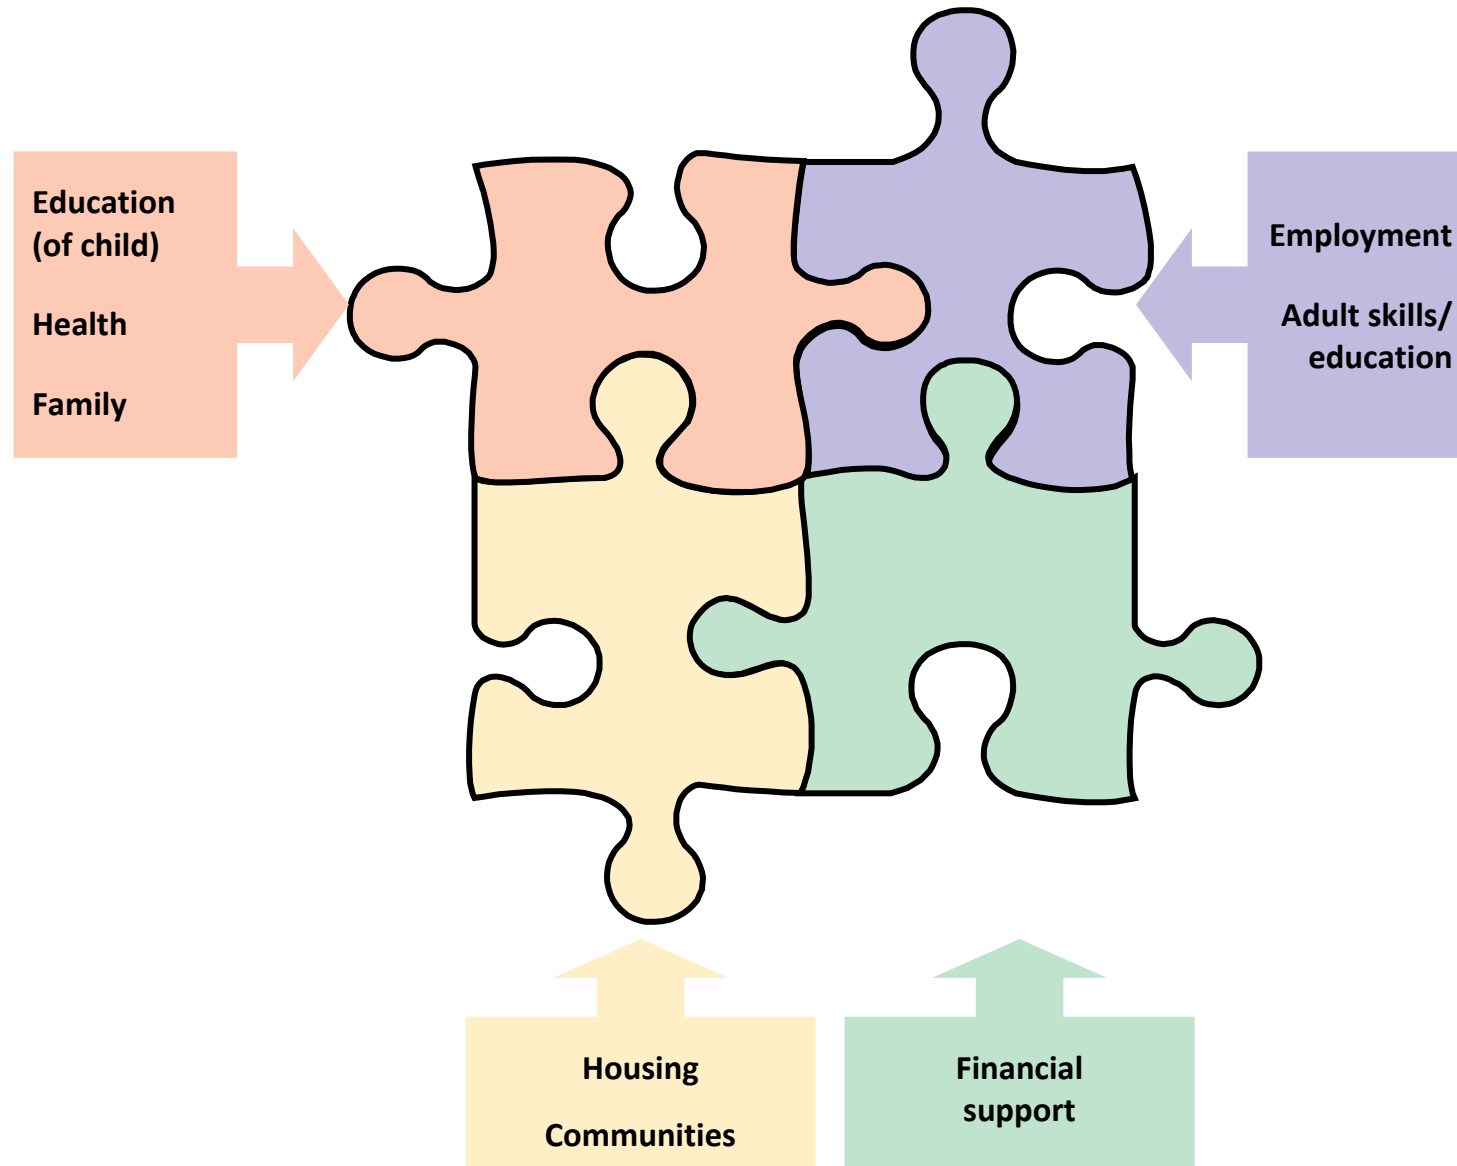 Education
(of child)
Health
Family
Employment
Adult skills/
education
Housing
Communities
Financial
support